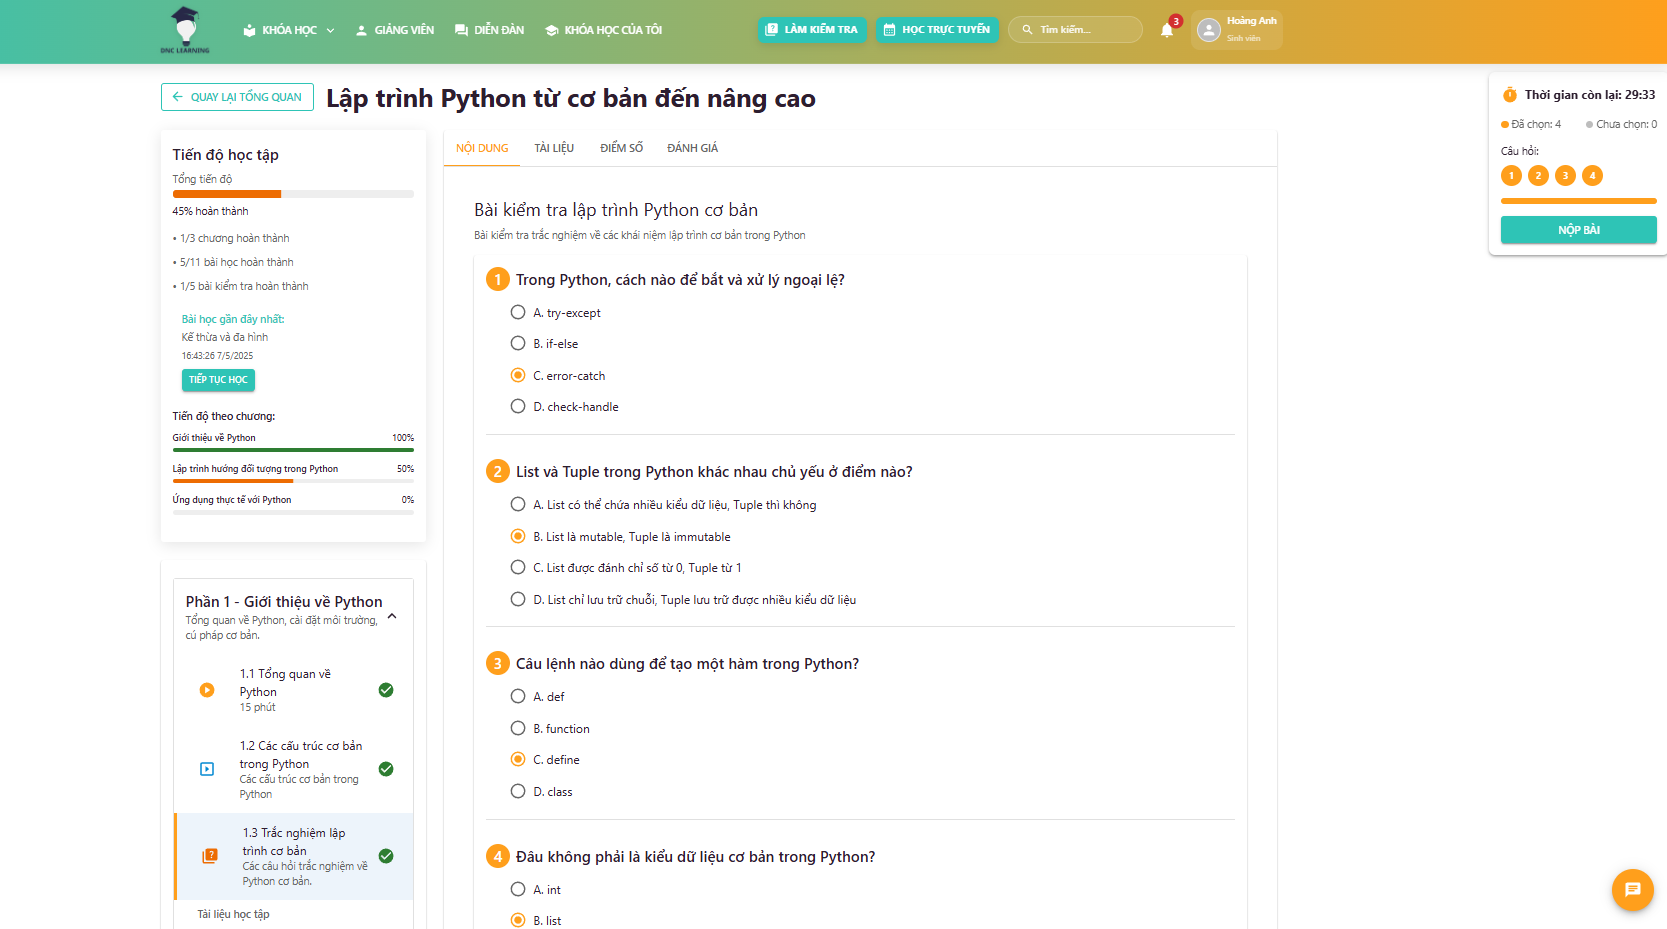 DNC LEARNING
KHÓA HỌC
GIẢNG VIÊN
DIỄN ĐÀN
KHÓA HỌC CỦA TÔI
LÀM KIỂM TRA
HỌC TRỰC TUYẾN
Tìm kiếm...
3
Hoàng Anh
Sinh viên
QUAY LẠI TỔNG QUAN
Lập trình Python từ cơ bản đến nâng cao
Tiến độ học tập
Tổng tiến độ
45% hoàn thành
• 1/3 chương hoàn thành
• 5/11 bài học hoàn thành
• 1/5 bài kiểm tra hoàn thành
Bài học gần đây nhất:
Kế thừa và đa hình
16:43:26 7/5/2025
TIẾP TỤC HỌC
Tiến độ theo chương:
Giới thiệu về Python 100%
Lập trình hướng đối tượng trong Python 50%
Ứng dụng thực tế với Python 0%
Phần 1 - Giới thiệu về Python
Tổng quan về Python, cài đặt môi trường,
cú pháp cơ bản.
1.1 Tổng quan về
Python
15 phút
1.2 Các cấu trúc cơ bản
trong Python
Các cấu trúc cơ bản trong
Python
1.3 Trắc nghiệm lập
trình cơ bản
Các câu hỏi trắc nghiệm về
Python cơ bản.
Tài liệu học tập
NỘI DUNG
TÀI LIỆU
ĐIỂM SỐ
ĐÁNH GIÁ
Bài kiểm tra lập trình Python cơ bản
Bài kiểm tra trắc nghiệm về các khái niệm lập trình cơ bản trong Python
1 Trong Python, cách nào để bắt và xử lý ngoại lệ?
A. try-except
B. if-else
C. error-catch
D. check-handle
2 List và Tuple trong Python khác nhau chủ yếu ở điểm nào?
A. List có thể chứa nhiều kiểu dữ liệu, Tuple thì không
B. List là mutable, Tuple là immutable
C. List được đánh chỉ số từ 0, Tuple từ 1
D. List chỉ lưu trữ chuỗi, Tuple lưu trữ được nhiều kiểu dữ liệu
3 Câu lệnh nào dùng để tạo một hàm trong Python?
A. def
B. function
C. define
D. class
4 Đâu không phải là kiểu dữ liệu cơ bản trong Python?
A. int
B. list
Thời gian còn lại: 29:33
Đã chọn: 4
Chưa chọn: 0
Câu hỏi:
1 2 3 4
NỘP BÀI